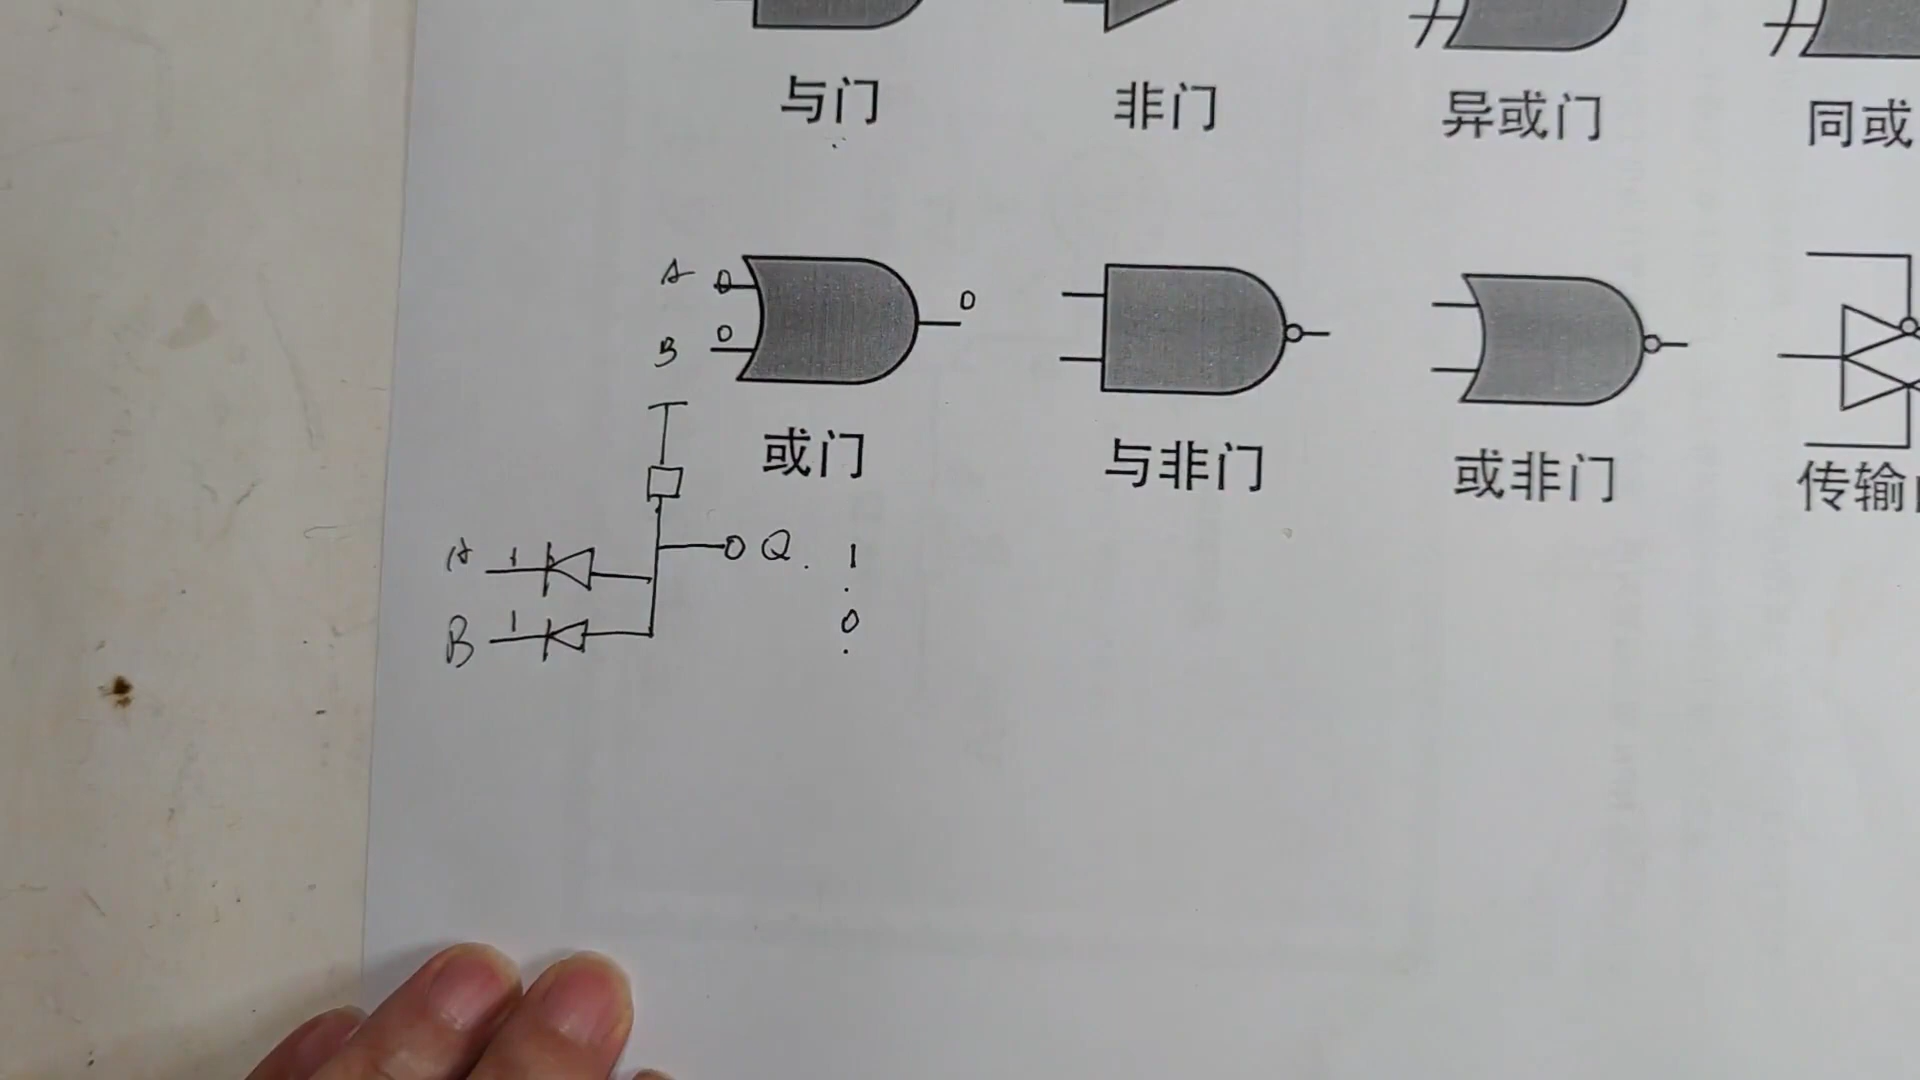 与门 非门 异或门 同或
A 0 0
B 0
或门 与非门 或非门 传输
A 1 Q. 1
B 1 0